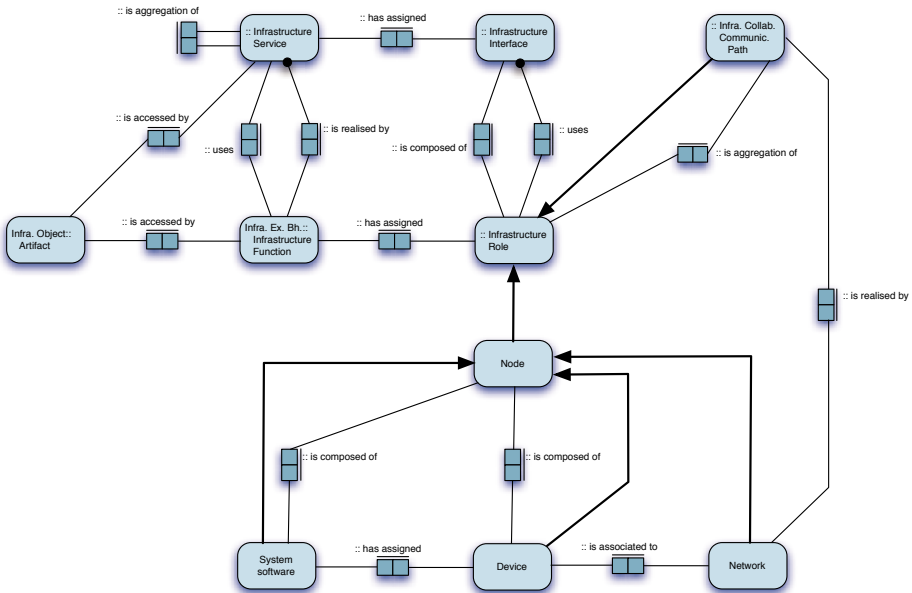 :: is aggregation of
:: has assigned
:: Infrastructure
Service
:: Infrastructure
Interface
:: Infra. Collab.
Communic.
Path
:: is accessed by
:: uses
:: is realised by
:: is composed of
:: uses
:: is aggregation of
Infra. Object::
Artifact
:: is accessed by
Infra. Ex. Bh.::
Infrastructure
Function
:: has assigned
:: Infrastructure
Role
:: is realised by
Node
:: is composed of
:: is composed of
System
software
:: has assigned
Device
:: is associated to
Network